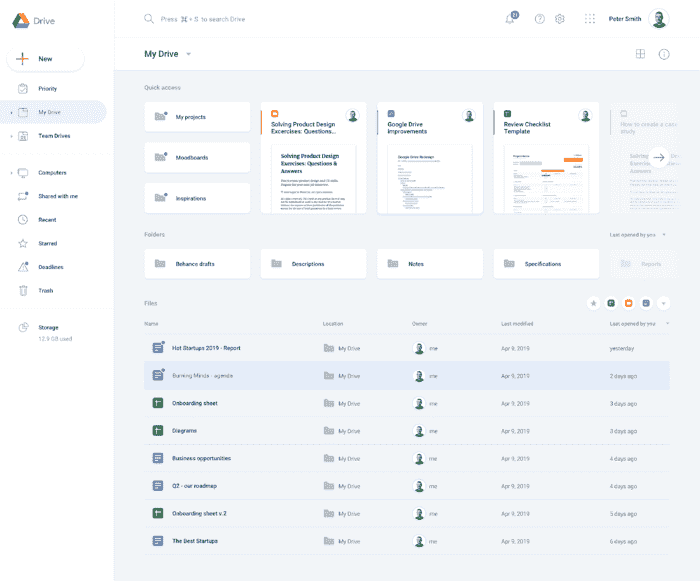 Drive
Press ⌘ + S to search Drive
21
Peter Smith
New
My Drive
Priority
My Drive
Team Drives
Computers
Shared with me
Recent
Starred
Deadlines
Trash
Storage
12.9 GB used
Quick access
My projects
Moodboards
Inspirations
Solving Product Design
Excercises: Questions...
Solving Product Design
Exercises: Questions &
Answers
Google Drive
improvements
Google Drive Redesign
Review Checklist
Template
How to create a case
study
Folders
Last opened by you
Behance drafts
Descriptions
Notes
Specifications
Reports
Files
Name
Location
Owner
Last modified
Last opened by you
Hot Startups 2019 - Report
My Drive
me
Apr 9, 2019
yesterday
Burning Minds - agenda
My Drive
me
Apr 9, 2019
2 days ago
Onboarding sheet
My Drive
me
Apr 9, 2019
3 days ago
Diagrams
My Drive
me
Apr 9, 2019
3 days ago
Business opportunities
My Drive
me
Apr 9, 2019
4 days ago
Q2 - our roadmap
My Drive
me
Apr 9, 2019
4 days ago
Onboarding sheet v.2
My Drive
me
Apr 9, 2019
5 days ago
The Best Startups
My Drive
me
Apr 9, 2019
6 days ago